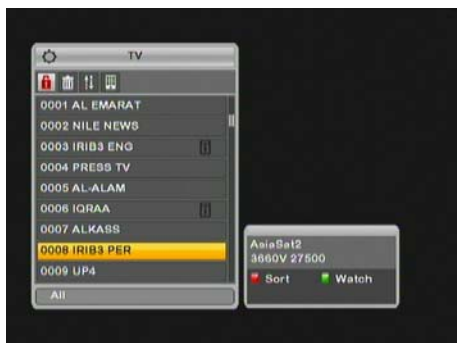 TV
0001 AL EMARAT
0002 NILE NEWS
0003 IRIB3 ENG
0004 PRESS TV
0005 AL-ALAM
0006 IQRAA
0007 ALKASS
0008 IRIB3 PER
0009 UP4
All
AsiaSat2
3660V 27500
Sort Watch